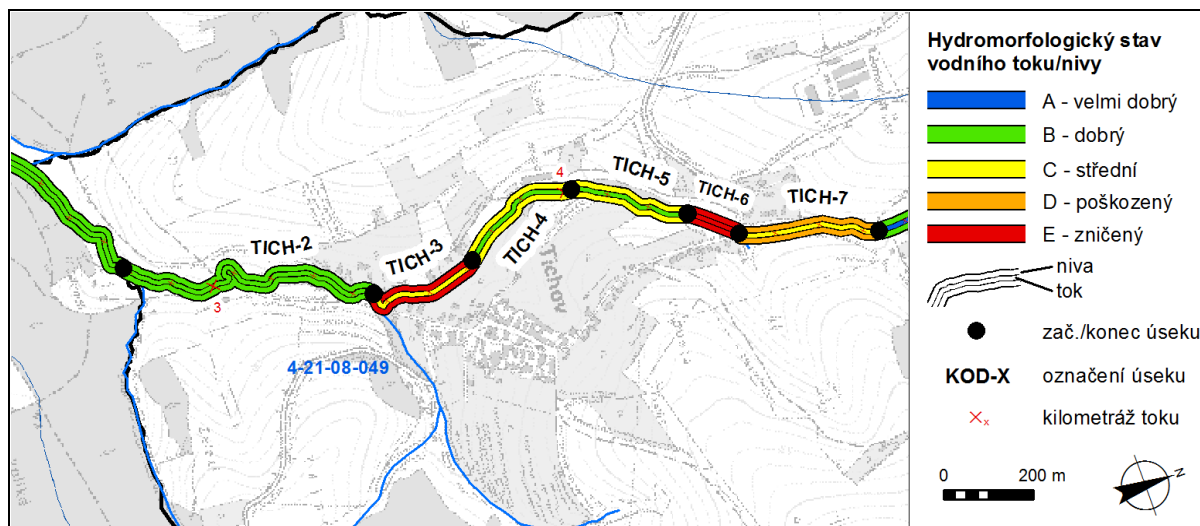 TICH-2
TICH-3
TICH-4
TICH-5
TICH-6
TICH-7
3
4
Tichov
4-21-08-049
Hydromorfologický stav
vodního toku/nivy
A - velmi dobrý
B - dobrý
C - střední
D - poškozený
E - zničený
niva
tok
zač./konec úseku
KOD-X označení úseku
x kilometráž toku
0 200 m
N